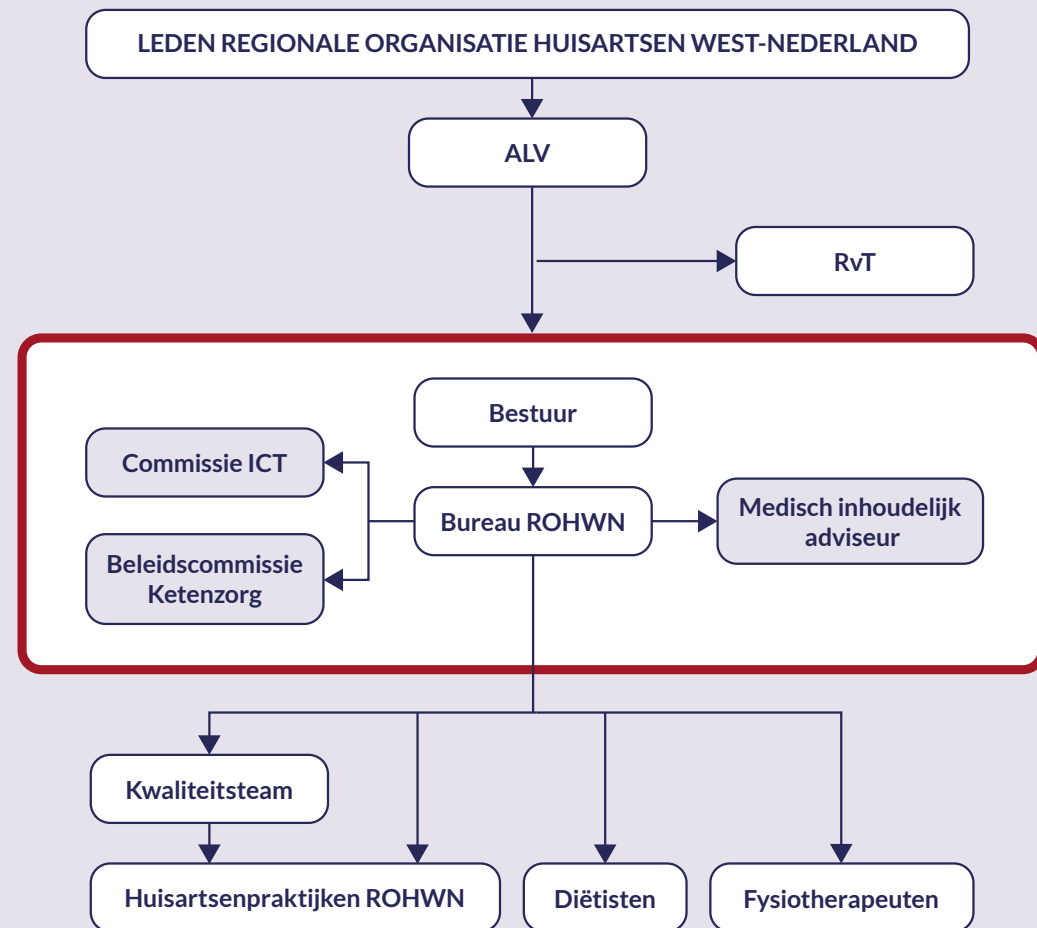 LEDEN REGIONALE ORGANISATIE HUISARTSEN WEST-NEDERLAND
ALV
RvT
Bestuur
Commissie ICT
Bureau ROHWN
Medisch inhoudelijk
adviseur
Beleidscommissie
Ketenzorg
Kwaliteitsteam
Huisartsenpraktijken ROHWN
Diëtisten
Fysiotherapeuten